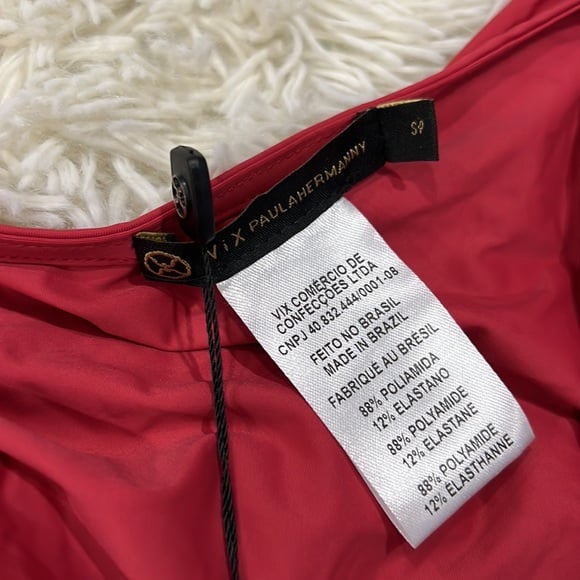 ViX PAULAHERMANNY
SP
VIX COMERCIO DE
CONFECÇÕES LTDA
CNPJ 40.832.444/0001-08
FEITO NO BRASIL
MADE IN BRAZIL
FABRIQUE AU BRÉSIL
88% POLIAMIDA
12% ELASTANO
88% POLYAMIDE
12% ELASTANE
88% POLYAMIDE
12% ELASTHANNE